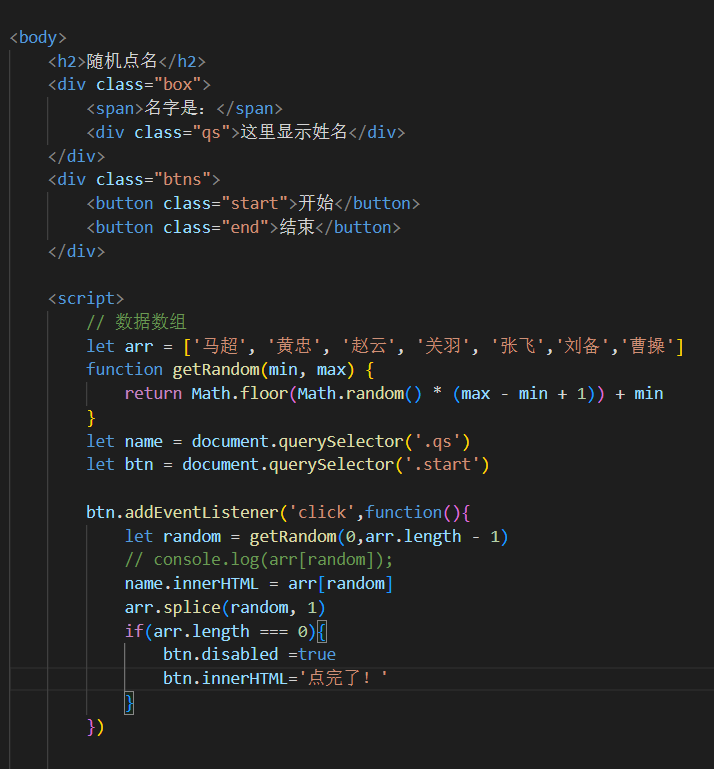 <body>
    <h2>随机点名</h2>
    <div class="box">
        <span>名字是：</span>
        <div class="qs">这里显示姓名</div>
    </div>
    <div class="btns">
        <button class="start">开始</button>
        <button class="end">结束</button>
    </div>

    <script>
        // 数据数组
        let arr = ['马超', '黄忠', '赵云', '关羽', '张飞','刘备','曹操']
        function getRandom(min, max) {
            return Math.floor(Math.random() * (max - min + 1)) + min
        }
        let name = document.querySelector('.qs')
        let btn = document.querySelector('.start')

        btn.addEventListener('click',function(){
            let random = getRandom(0,arr.length - 1)
            // console.log(arr[random]);
            name.innerHTML = arr[random]
            arr.splice(random, 1)
            if(arr.length === 0){
                btn.disabled =true
                btn.innerHTML='点完了！'
            }
        })